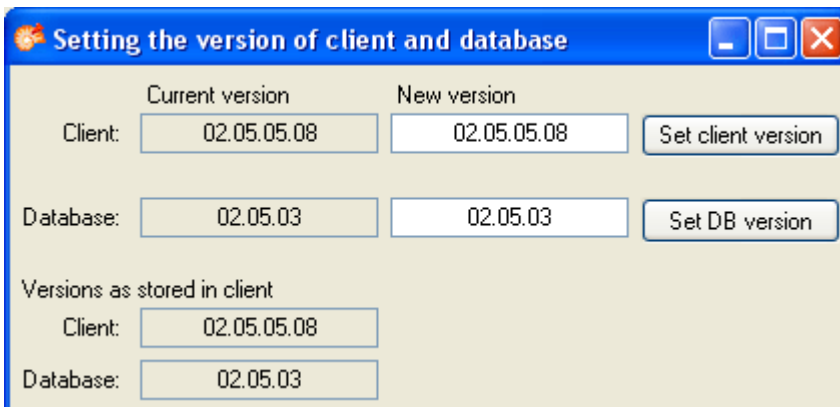 Setting the version of client and database
Current version New version
Client: 02.05.05.08 02.05.05.08 Set client version
Database: 02.05.03 02.05.03 Set DB version
Versions as stored in client
Client: 02.05.05.08
Database: 02.05.03